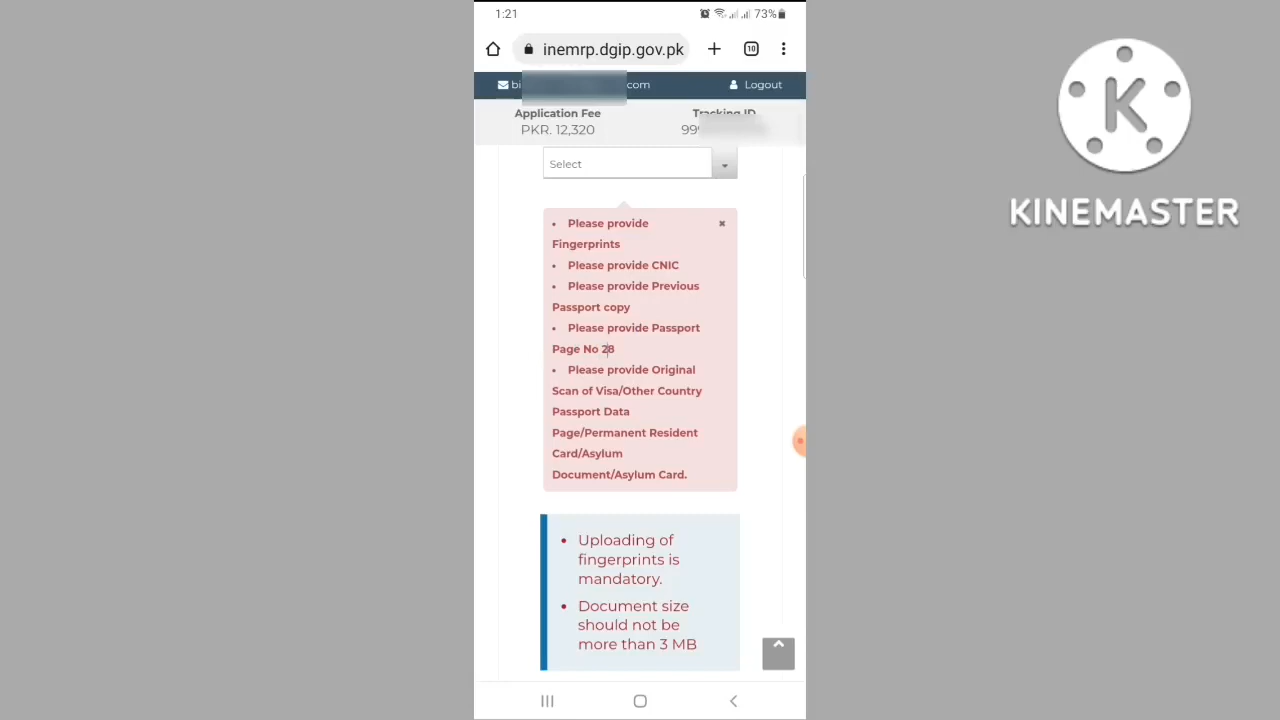 1:21
73%
inemrp.dgip.gov.pk
10
bi
.com
Logout
Application Fee
Tracking ID
PKR. 12,320
999
Select
• Please provide
Fingerprints
• Please provide CNIC
• Please provide Previous
Passport copy
• Please provide Passport
Page No 28
• Please provide Original
Scan of Visa/Other Country
Passport Data
Page/Permanent Resident
Card/Asylum
Document/Asylum Card.
• Uploading of
fingerprints is
mandatory.
• Document size
should not be
more than 3 MB
K
KINEMASTER